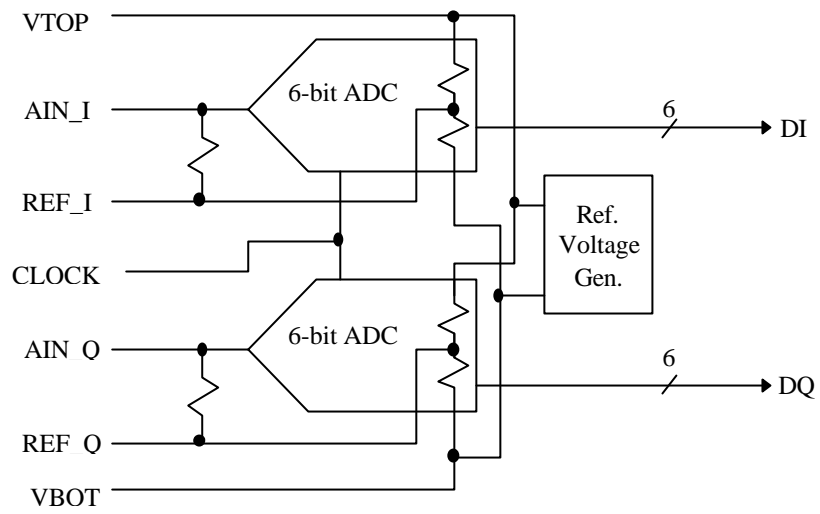 VTOP
6-bit ADC
AIN_I
6
DI
REF_I
Ref.
Voltage
Gen.
CLOCK
6-bit ADC
AIN_Q
6
DQ
REF_Q
VBOT